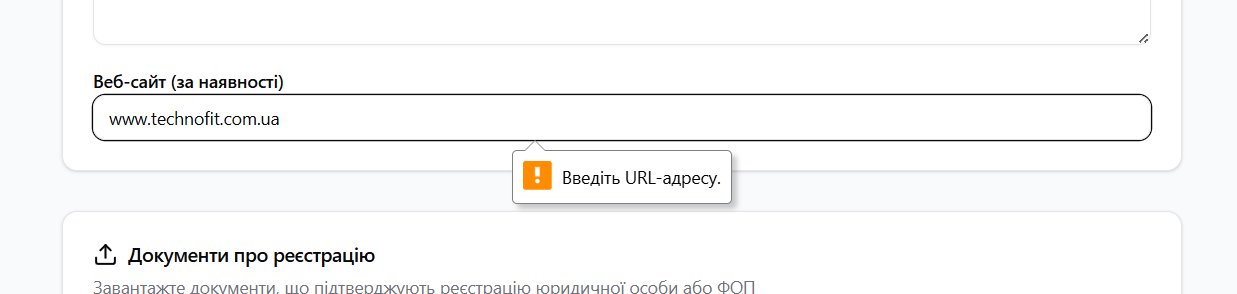 Веб-сайт (за наявності)
www.technofit.com.ua
Введіть URL-адресу.
Документи про реєстрацію
Завантажте документи, що підтверджують реєстрацію юридичної особи або ФОП